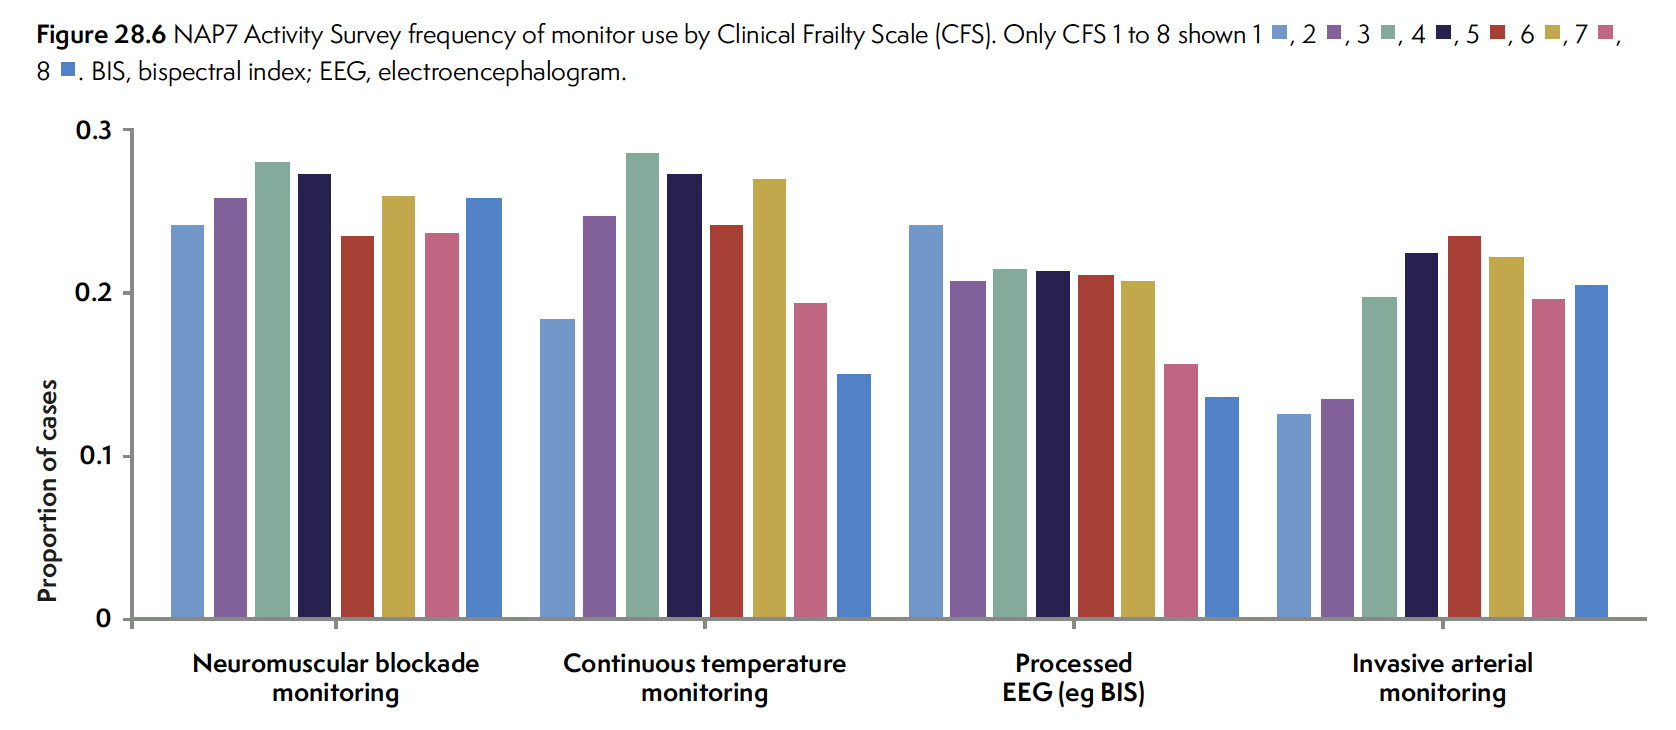 Figure 28.6 NAP7 Activity Survey frequency of monitor use by Clinical Frailty Scale (CFS). Only CFS 1 to 8 shown 1 , 2 , 3 , 4 , 5 , 6 , 7 ,
8 . BIS, bispectral index; EEG, electroencephalogram.
0.3
0.2
0.1
0
Proportion of cases
Neuromuscular blockade
monitoring
Continuous temperature
monitoring
Processed
EEG (eg BIS)
Invasive arterial
monitoring